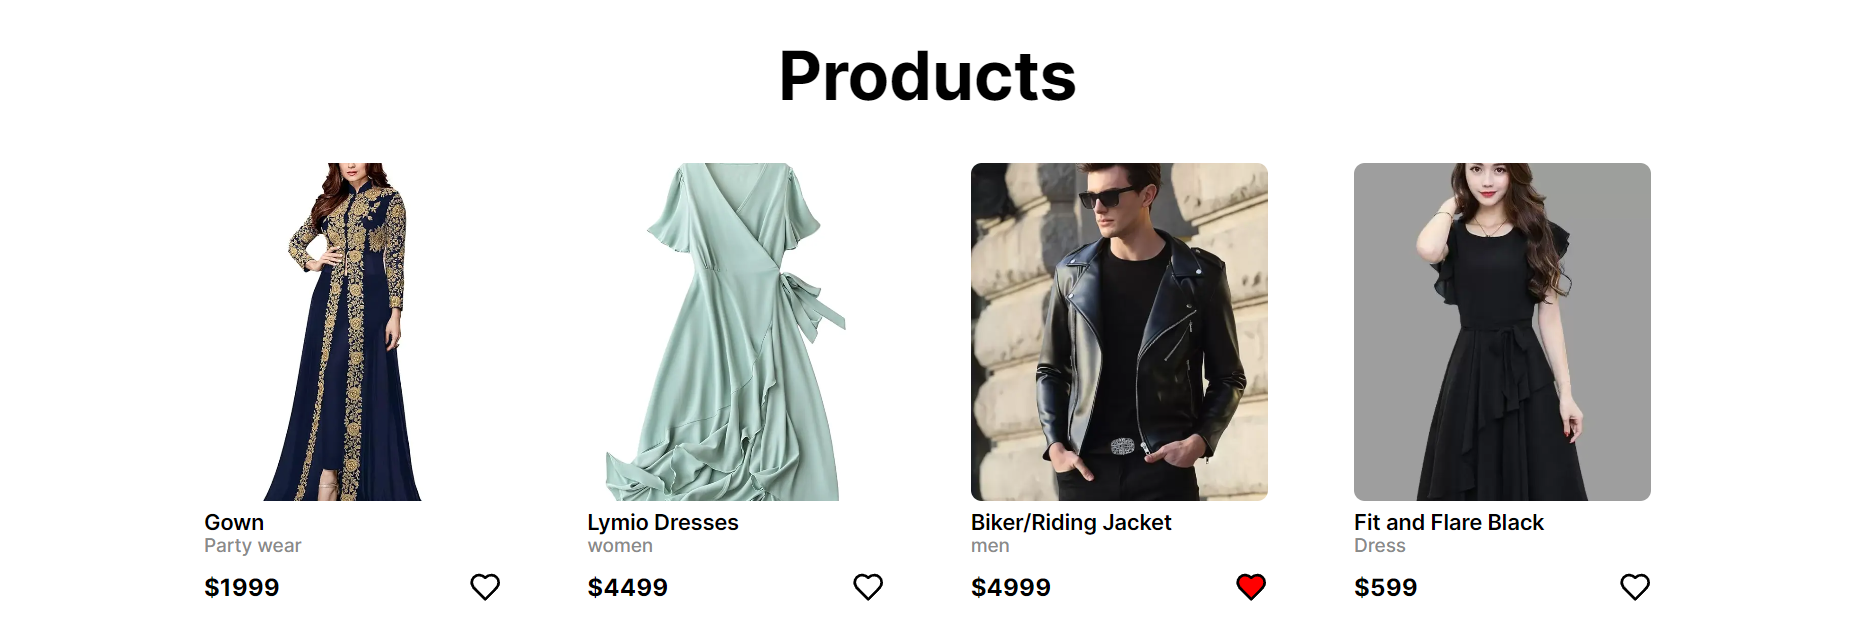 Products
Gown
Party wear
$1999
Lymio Dresses
women
$4499
Biker/Riding Jacket
men
$4999
Fit and Flare Black
Dress
$599